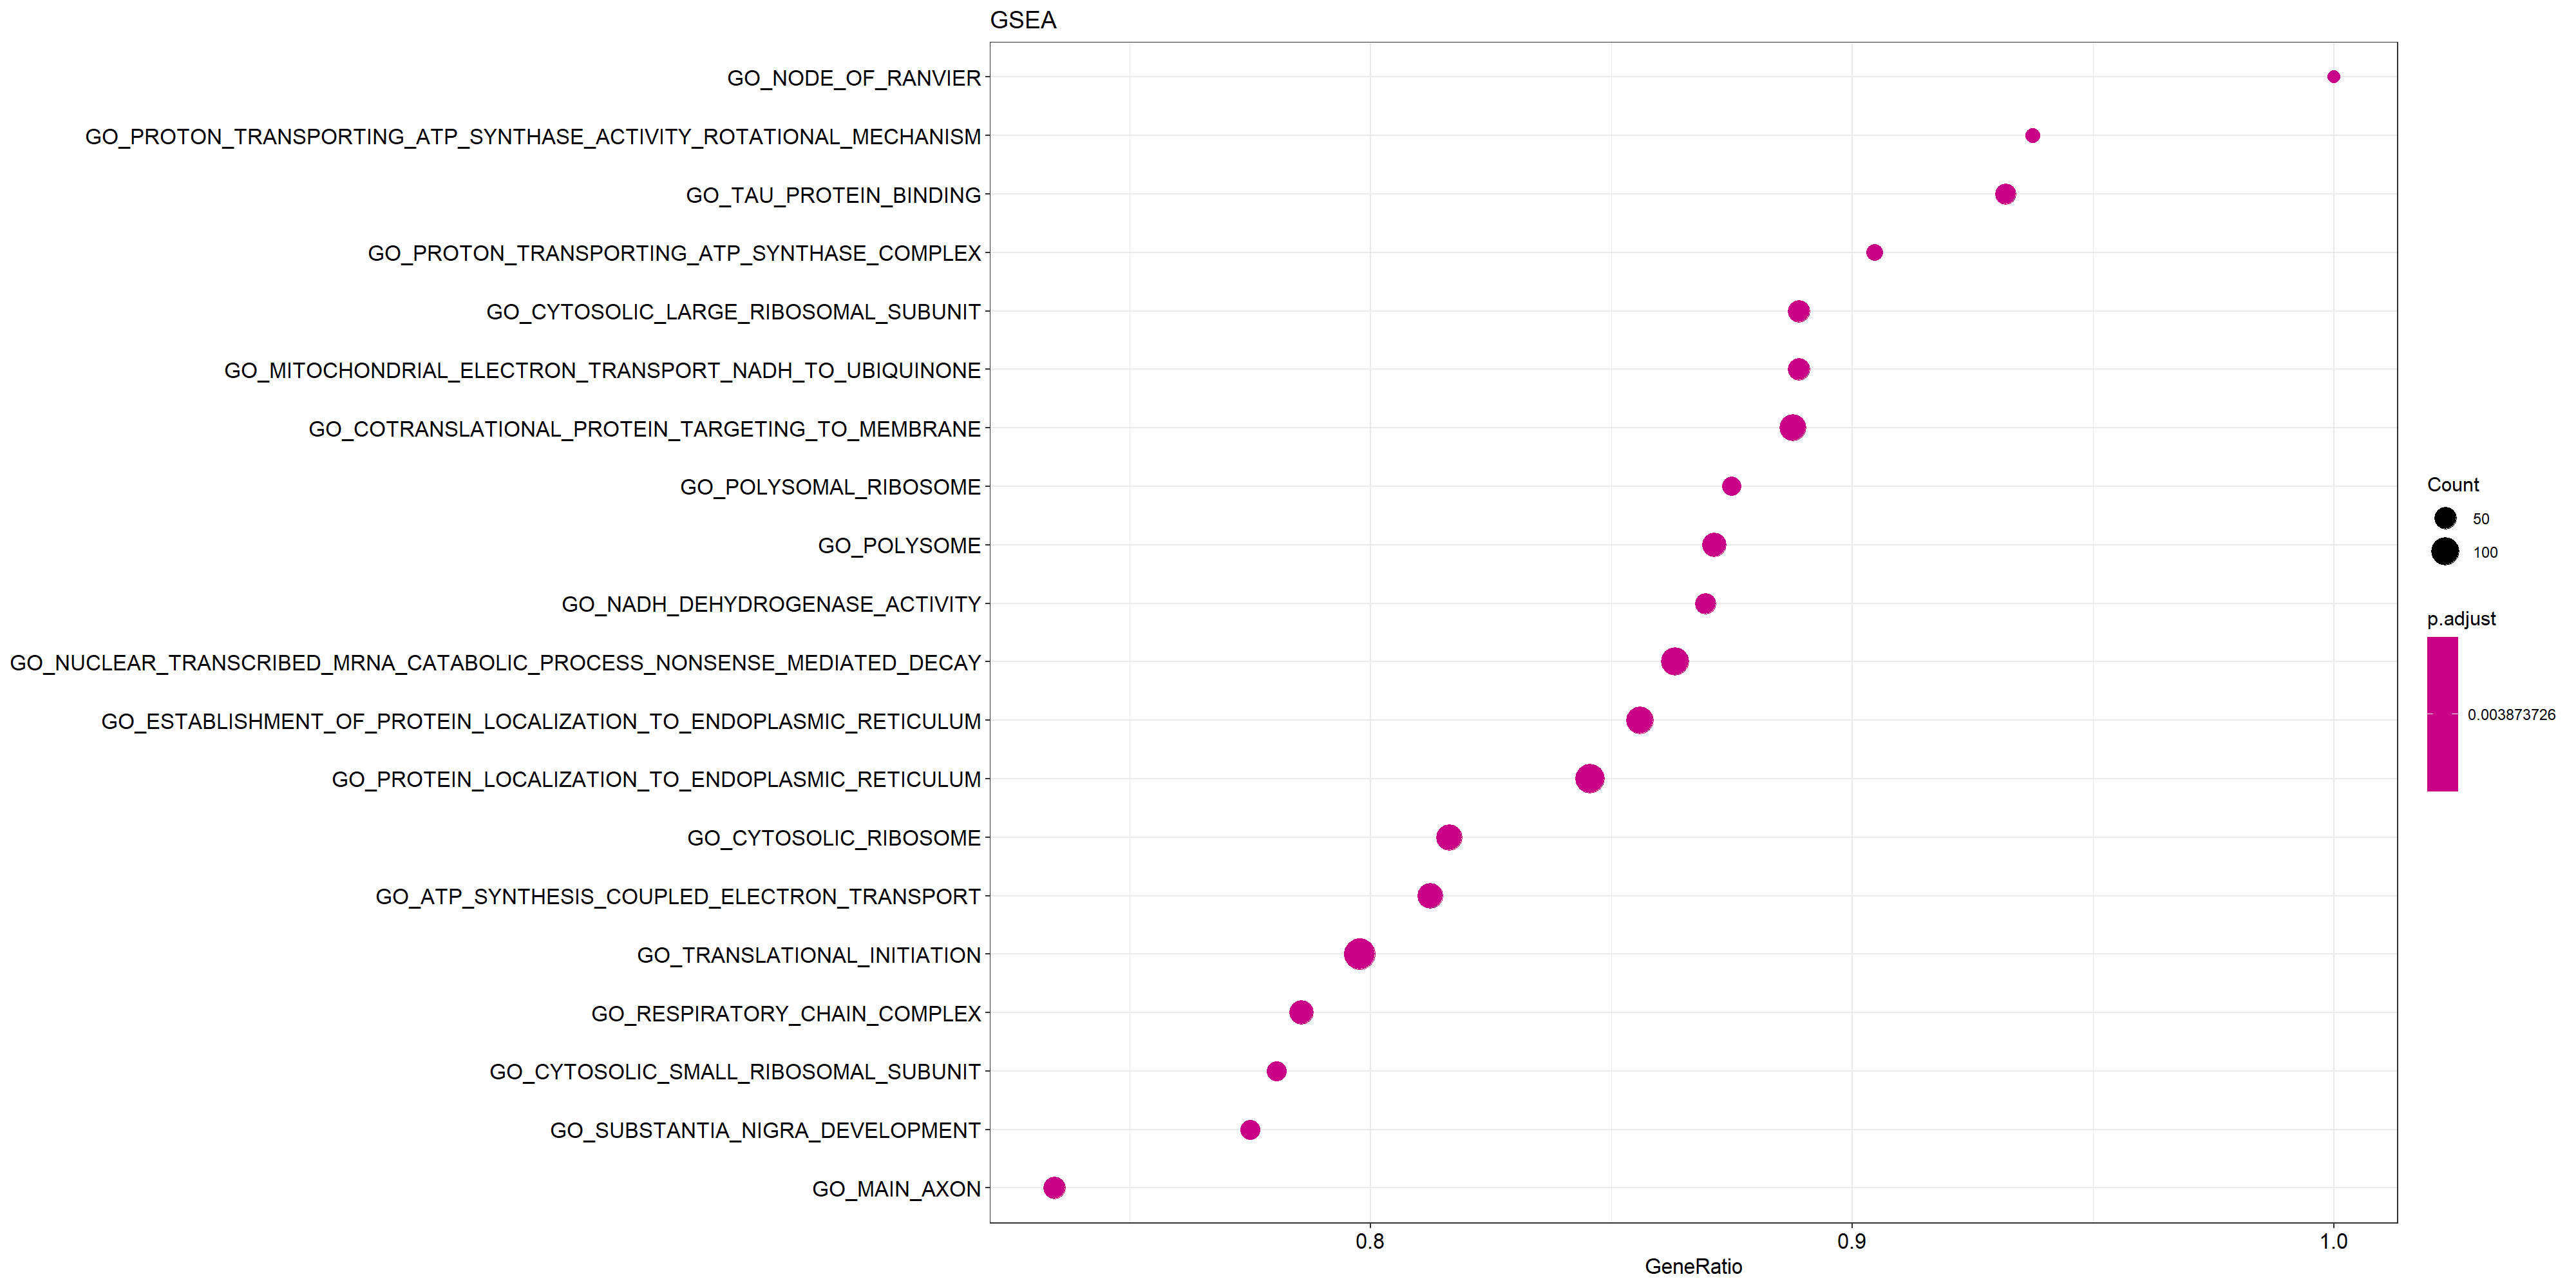 GSEA
GO_NODE_OF_RANVIER
GO_PROTON_TRANSPORTING_ATP_SYNTHASE_ACTIVITY_ROTATIONAL_MECHANISM
GO_TAU_PROTEIN_BINDING
GO_PROTON_TRANSPORTING_ATP_SYNTHASE_COMPLEX
GO_CYTOSOLIC_LARGE_RIBOSOMAL_SUBUNIT
GO_MITOCHONDRIAL_ELECTRON_TRANSPORT_NADH_TO_UBIQUINONE
GO_COTRANSLATIONAL_PROTEIN_TARGETING_TO_MEMBRANE
GO_POLYSOMAL_RIBOSOME
GO_POLYSOME
GO_NADH_DEHYDROGENASE_ACTIVITY
GO_NUCLEAR_TRANSCRIBED_MRNA_CATABOLIC_PROCESS_NONSENSE_MEDIATED_DECAY
GO_ESTABLISHMENT_OF_PROTEIN_LOCALIZATION_TO_ENDOPLASMIC_RETICULUM
GO_PROTEIN_LOCALIZATION_TO_ENDOPLASMIC_RETICULUM
GO_CYTOSOLIC_RIBOSOME
GO_ATP_SYNTHESIS_COUPLED_ELECTRON_TRANSPORT
GO_TRANSLATIONAL_INITIATION
GO_RESPIRATORY_CHAIN_COMPLEX
GO_CYTOSOLIC_SMALL_RIBOSOMAL_SUBUNIT
GO_SUBSTANTIA_NIGRA_DEVELOPMENT
GO_MAIN_AXON
0.8 0.9 1.0
GeneRatio
Count
50
100
p.adjust
0.003873726